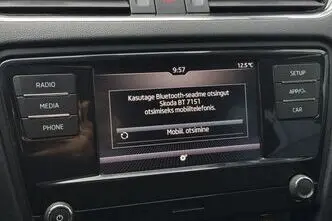 9:57
12.5°C
RADIO
MEDIA
PHONE
Kasutage Bluetooth-seadme otsingut
Skoda BT 7151
otsimiseks mobiiltelefonis.
Mobiil. otsimine
SETUP
APP/
CAR